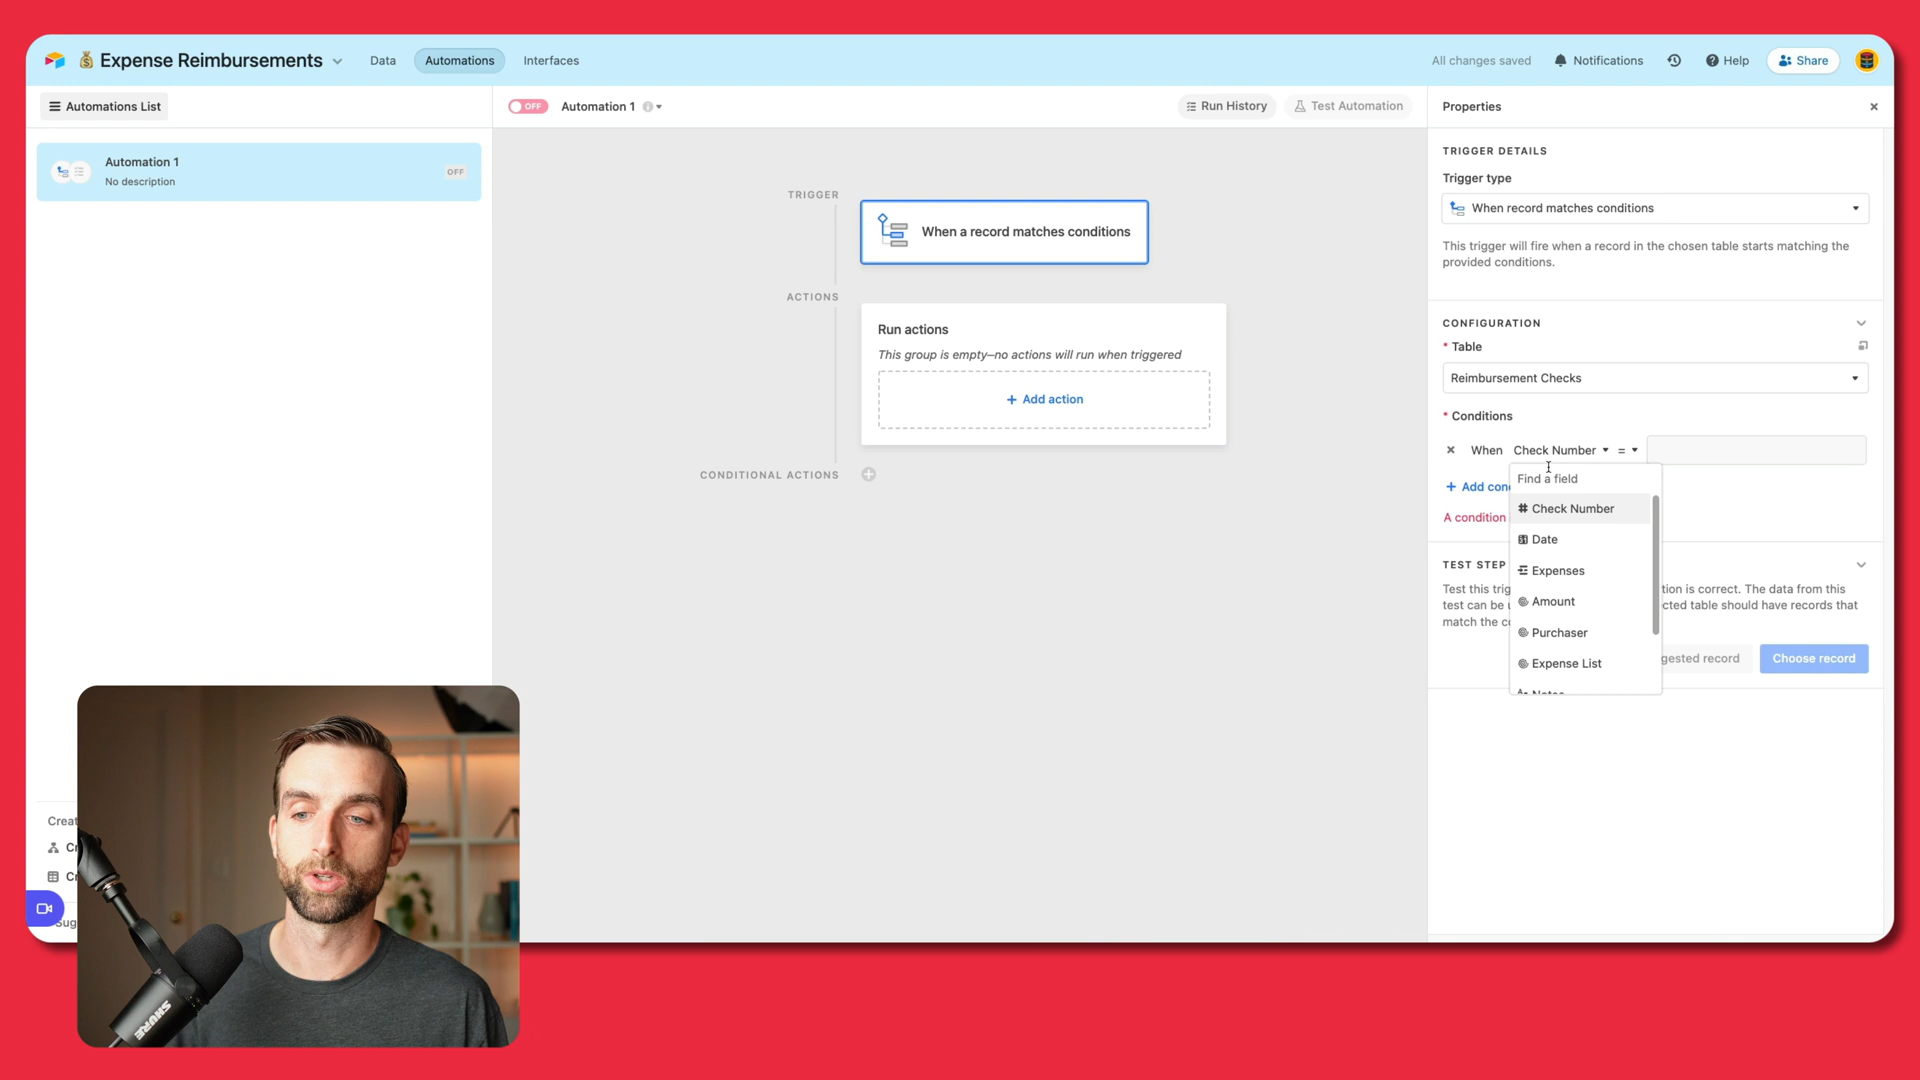 Expense Reimbursements
Data
Automations
Interfaces
All changes saved
Notifications
Help
Share
Automations List
OFF
Automation 1
Run History
Test Automation
Properties
Automation 1
No description
OFF
TRIGGER
When a record matches conditions
ACTIONS
Run actions
This group is empty—no actions will run when triggered
+ Add action
CONDITIONAL ACTIONS
TRIGGER DETAILS
Trigger type
When record matches conditions
This trigger will fire when a record in the chosen table starts matching the
provided conditions.
CONFIGURATION
* Table
Reimbursement Checks
* Conditions
When Check Number =
+ Add con
A condition
Find a field
# Check Number
Date
Expenses
Amount
Purchaser
Expense List
Notes
TEST STEP
Test this trig
tion is correct. The data from this
test can be u
cted table should have records that
match the co
gested record
Choose record
Creat
Cr
Cr
Sug
SHURE